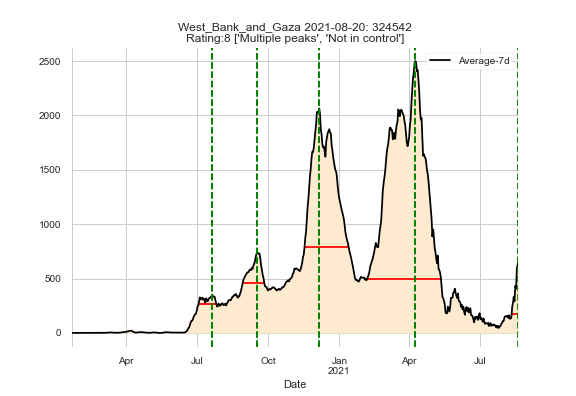 West_Bank_and_Gaza 2021-08-20: 324542
Rating:8 ['Multiple peaks', 'Not in control']
Average-7d
2500
2000
1500
1000
500
0
Apr Jul Oct Jan Apr Jul
2021
Date